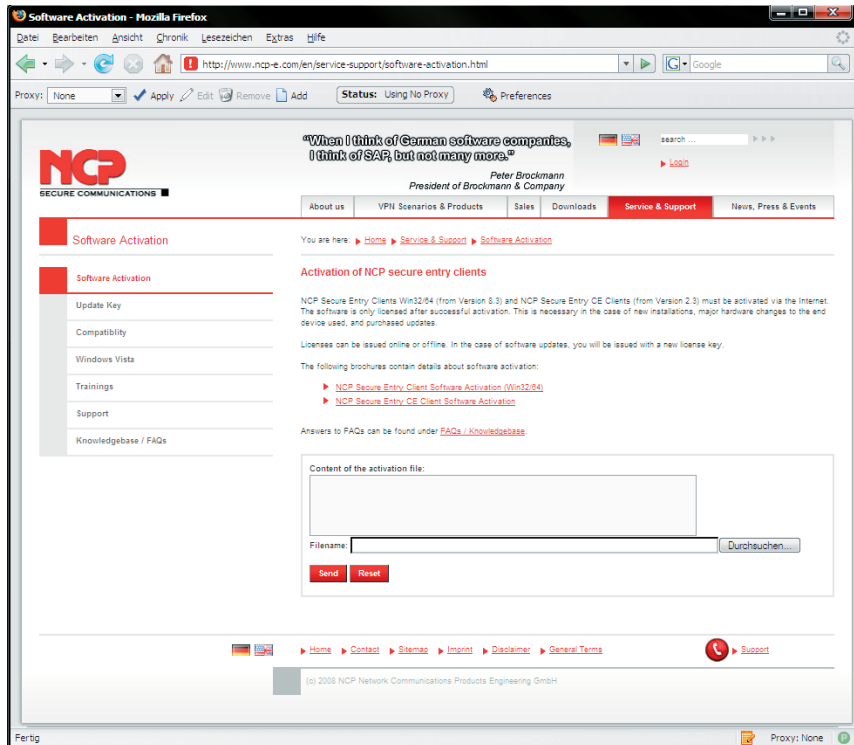 Software Activation - Mozilla Firefox
Datei Bearbeiten Ansicht Chronik Lesezeichen Extras Hilfe
http://www.ncp-e.com/en/service-support/software-activation.html
G Google
Proxy: None Apply Edit Remove Add Status: Using No Proxy Preferences
“When I think of German software companies,
I think of SAP, but not many more.”
Peter Brockmann
President of Brockmann & Company
search ...
Login
NCP
SECURE COMMUNICATIONS
About us VPN Scenarios & Products Sales Downloads Service & Support News, Press & Events
Software Activation
You are here: Home Service & Support Software Activation
Software Activation
Update Key
Compatiblity
Windows Vista
Trainings
Support
Knowledgebase / FAQs
Activation of NCP secure entry clients
NCP Secure Entry Clients Win32/64 (from Version 8.3) and NCP Secure Entry CE Clients (from Version 2.3) must be activated via the Internet.
The software is only licensed after successful activation. This is necessary in the case of new installations, major hardware changes to the end
device used, and purchased updates.
Licenses can be issued online or offline. In the case of software updates, you will be issued with a new license key.
The following brochures contain details about software activation:
NCP Secure Entry Client Software Activation (Win32/64)
NCP Secure Entry CE Client Software Activation
Answers to FAQs can be found under FAQs / Knowledgebase.
Content of the activation file:
Filename: Durchsuchen...
Send Reset
Home Contact Sitemap Imprint Disclaimer General Terms Support
(c) 2008 NCP Network Communications Products Engineering GmbH
Fertig Proxy: None